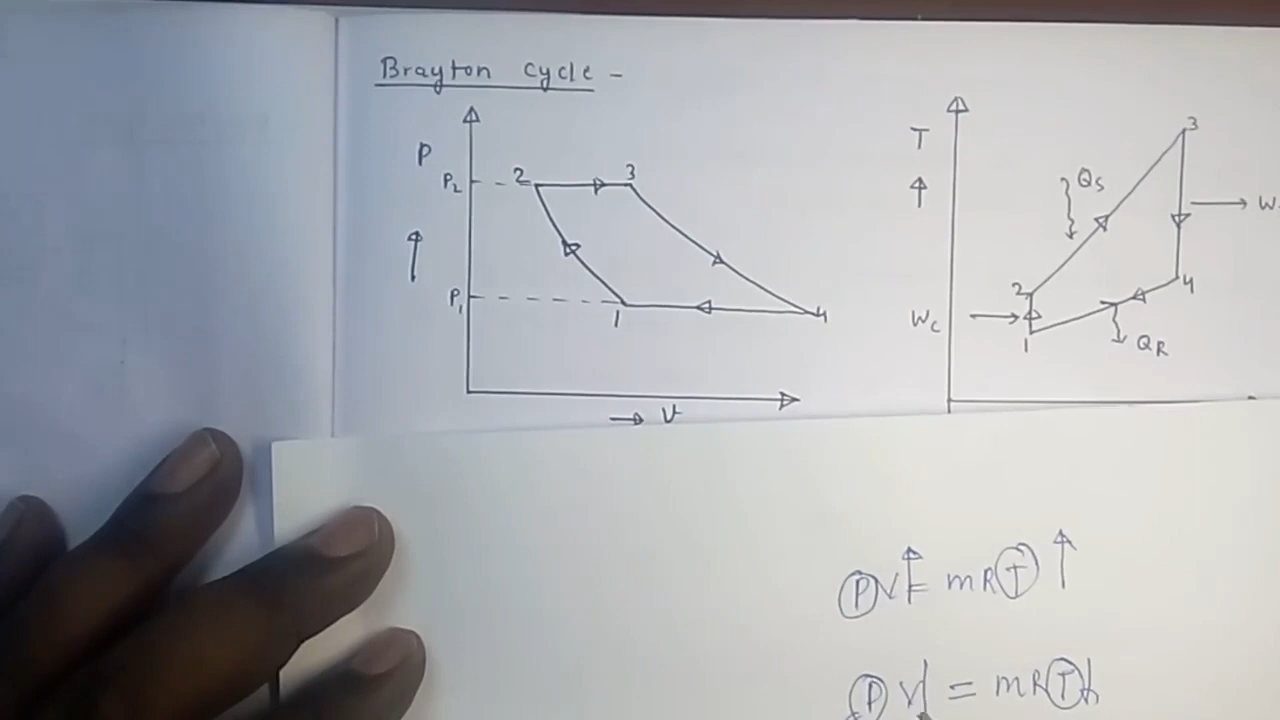 Brayton Cycle -
P
P2
2
3
P1
1
4
→ V
T
3
QS
W
2
4
WC
1
QR
PV = mRT
PV = mRT